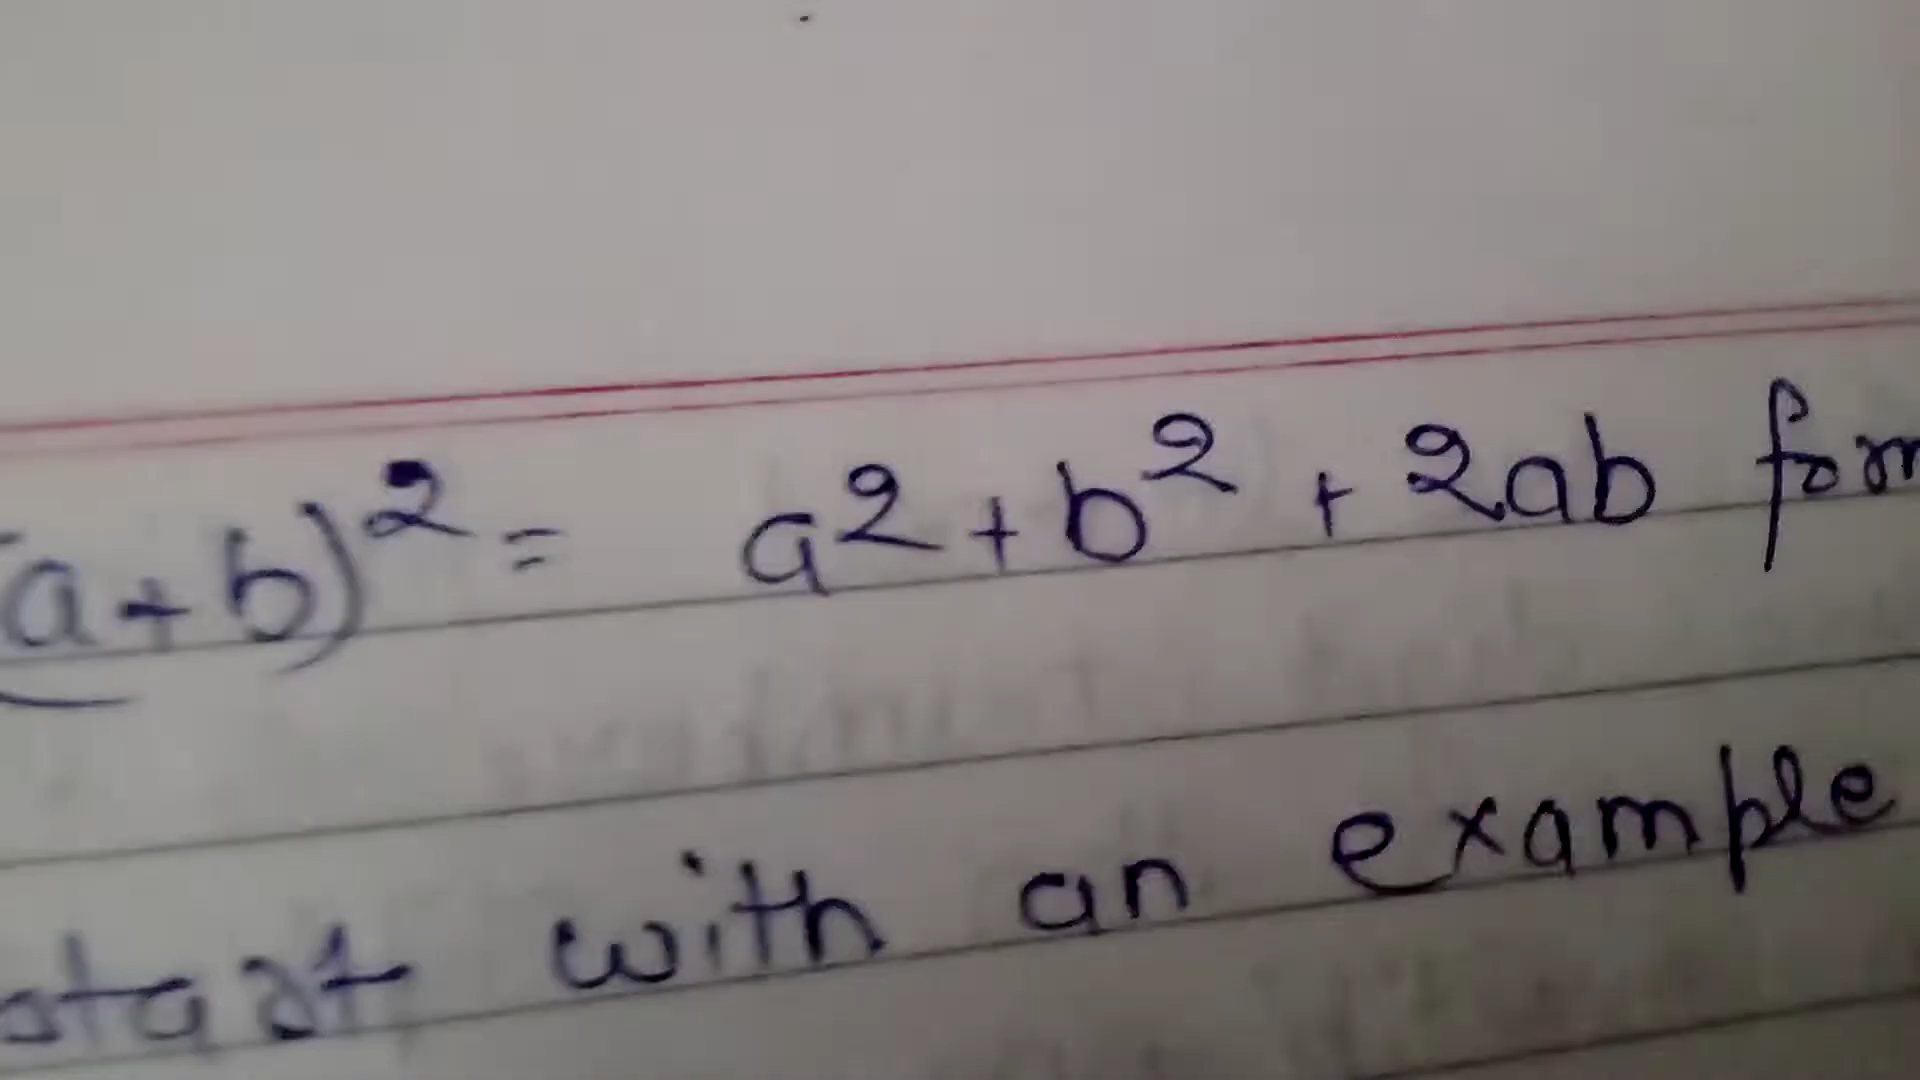 (a+b)² = a² + b² + 2ab
start with an example